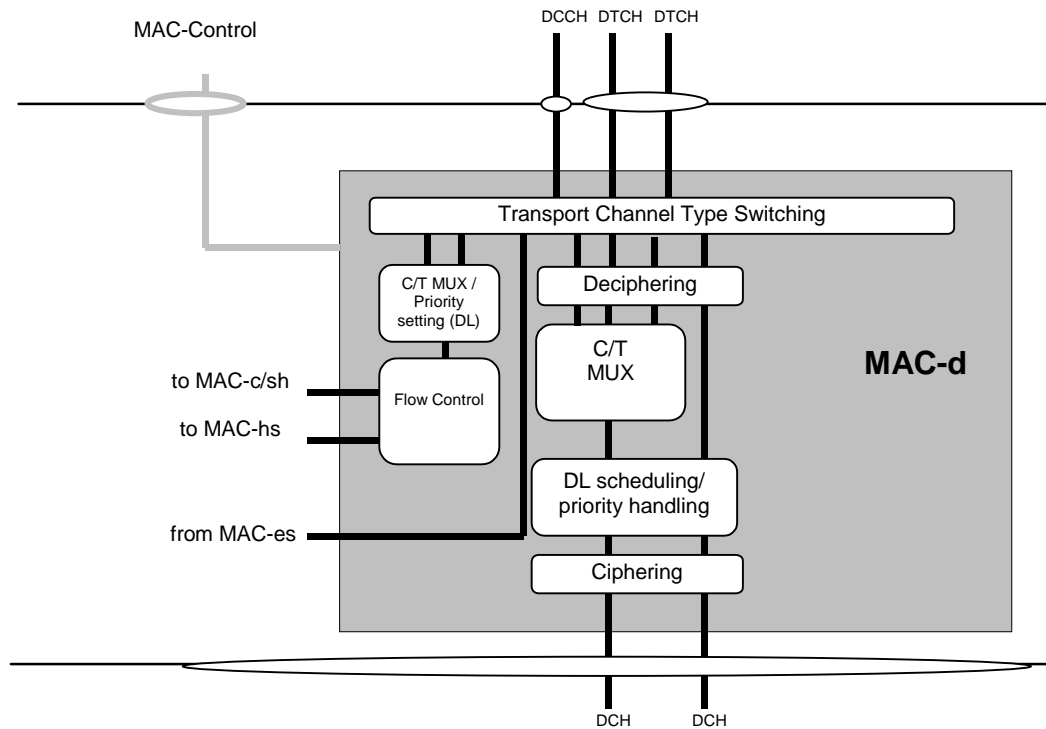 DCCH DTCH DTCH
MAC-Control
Transport Channel Type Switching
C/T MUX /
Priority
setting (DL)
Deciphering
C/T
MUX
MAC-d
to MAC-c/sh
Flow Control
to MAC-hs
DL scheduling/
priority handling
from MAC-es
Ciphering
DCH DCH